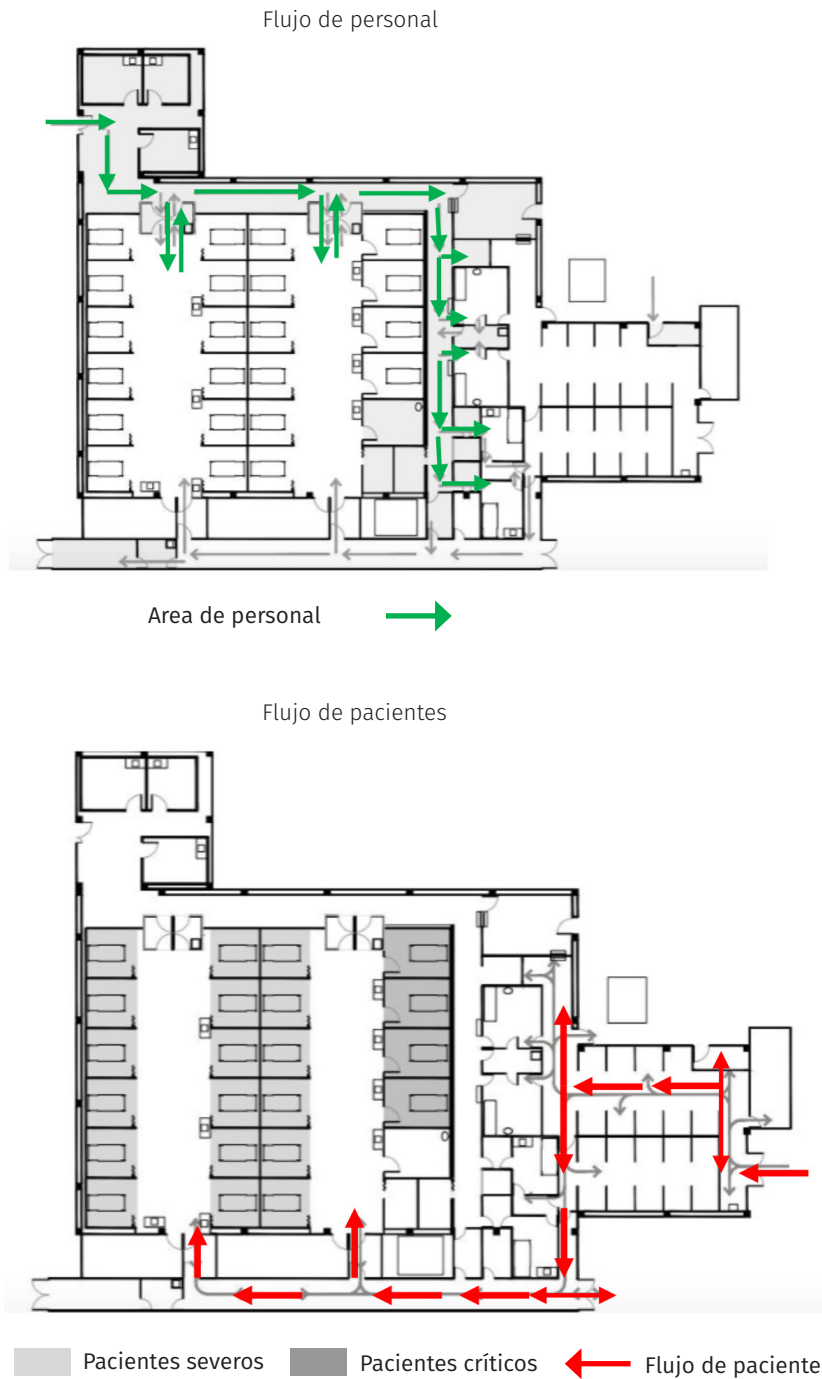 Flujo de personal
Area de personal
Flujo de pacientes
Pacientes severos
Pacientes críticos
Flujo de paciente